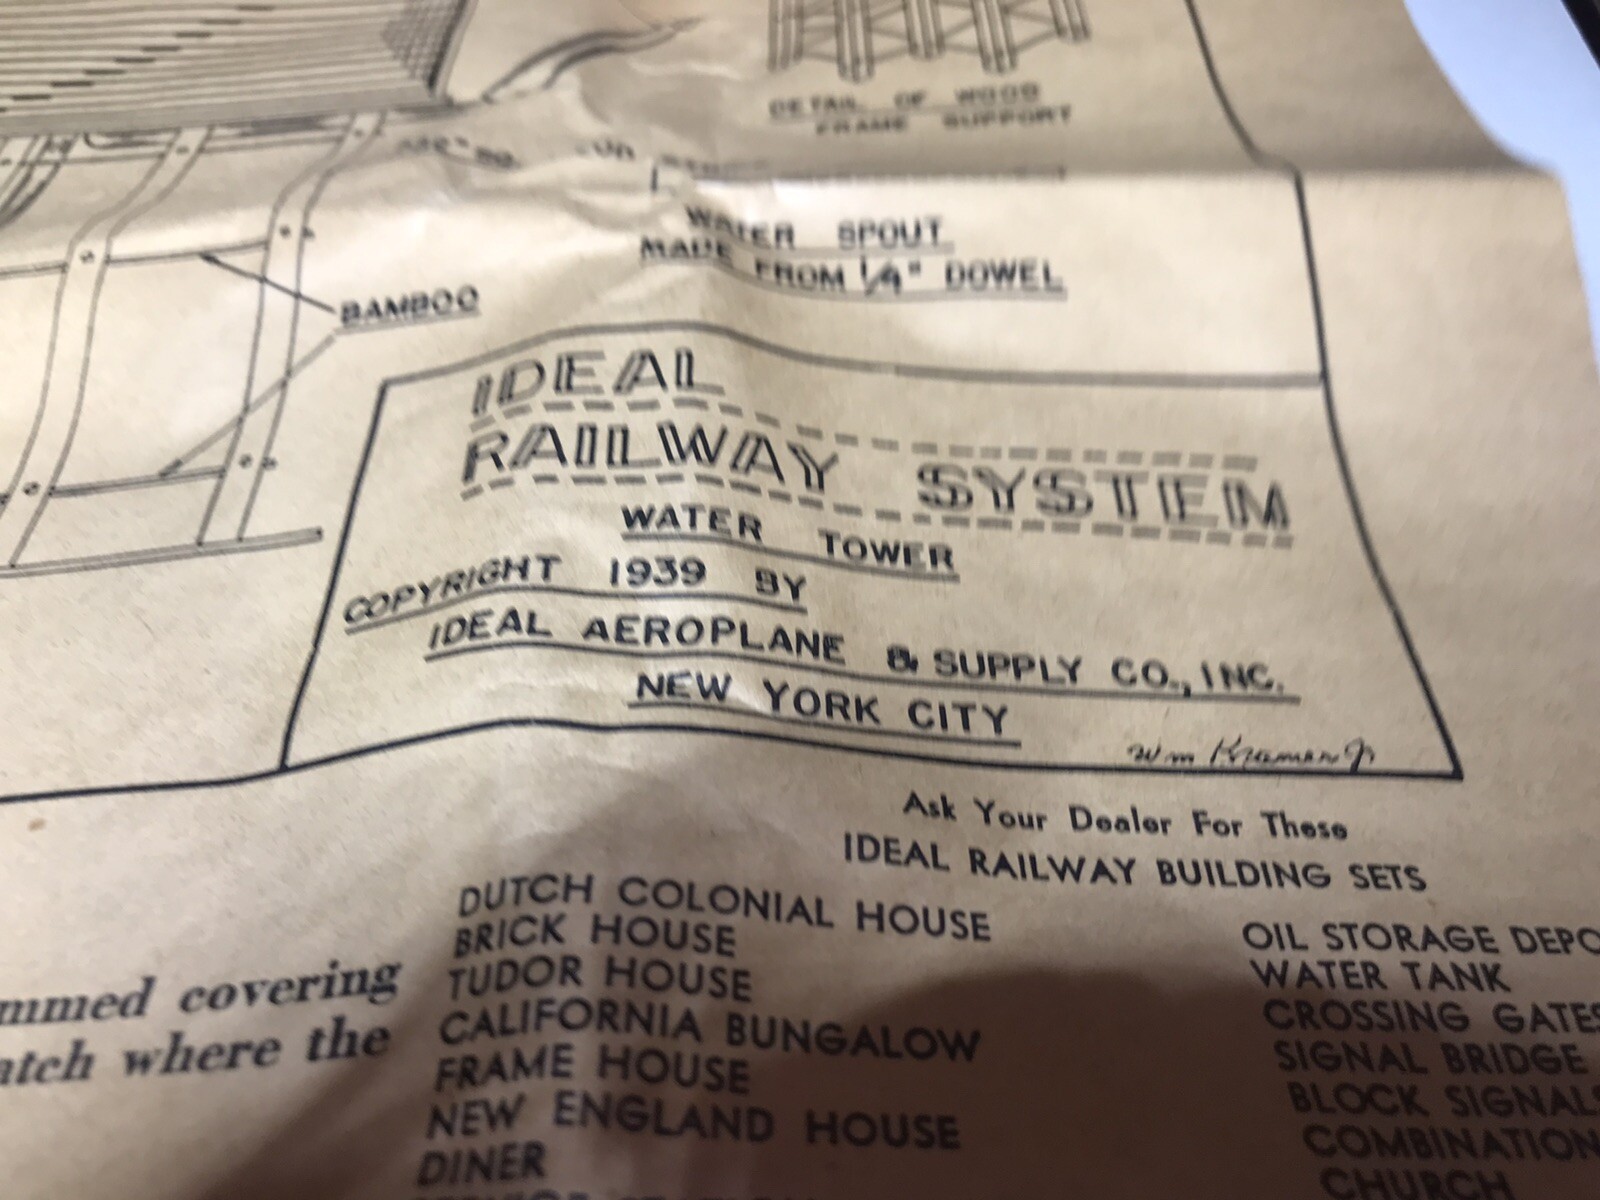 DETAIL OF WOOD
FRAME SUPPORT
WATER SPOUT
MADE FROM 1/4" DOWEL
BAMBOO
IDEAL
RAILWAY SYSTEM
WATER TOWER
COPYRIGHT 1939 BY
IDEAL AEROPLANE & SUPPLY CO., INC.
NEW YORK CITY
Wm
Ask Your Dealer For These
IDEAL RAILWAY BUILDING SETS
DUTCH COLONIAL HOUSE
BRICK HOUSE
TUDOR HOUSE
CALIFORNIA BUNGALOW
FRAME HOUSE
NEW ENGLAND HOUSE
DINER
OIL STORAGE DEPO
WATER TANK
CROSSING GATES
SIGNAL BRIDGE
BLOCK SIGNALS
COMBINATION
CHURCH
mmed covering
atch where the